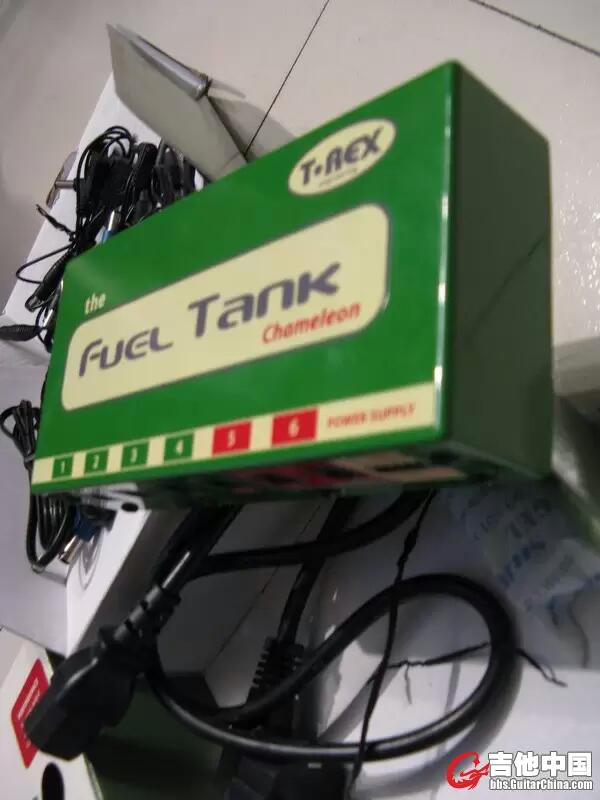 T·REX
the
Fuel Tank
Chameleon
1 2 3 4 5 6 POWER SUPPLY
吉他中国
bbs.GuitarChina.com